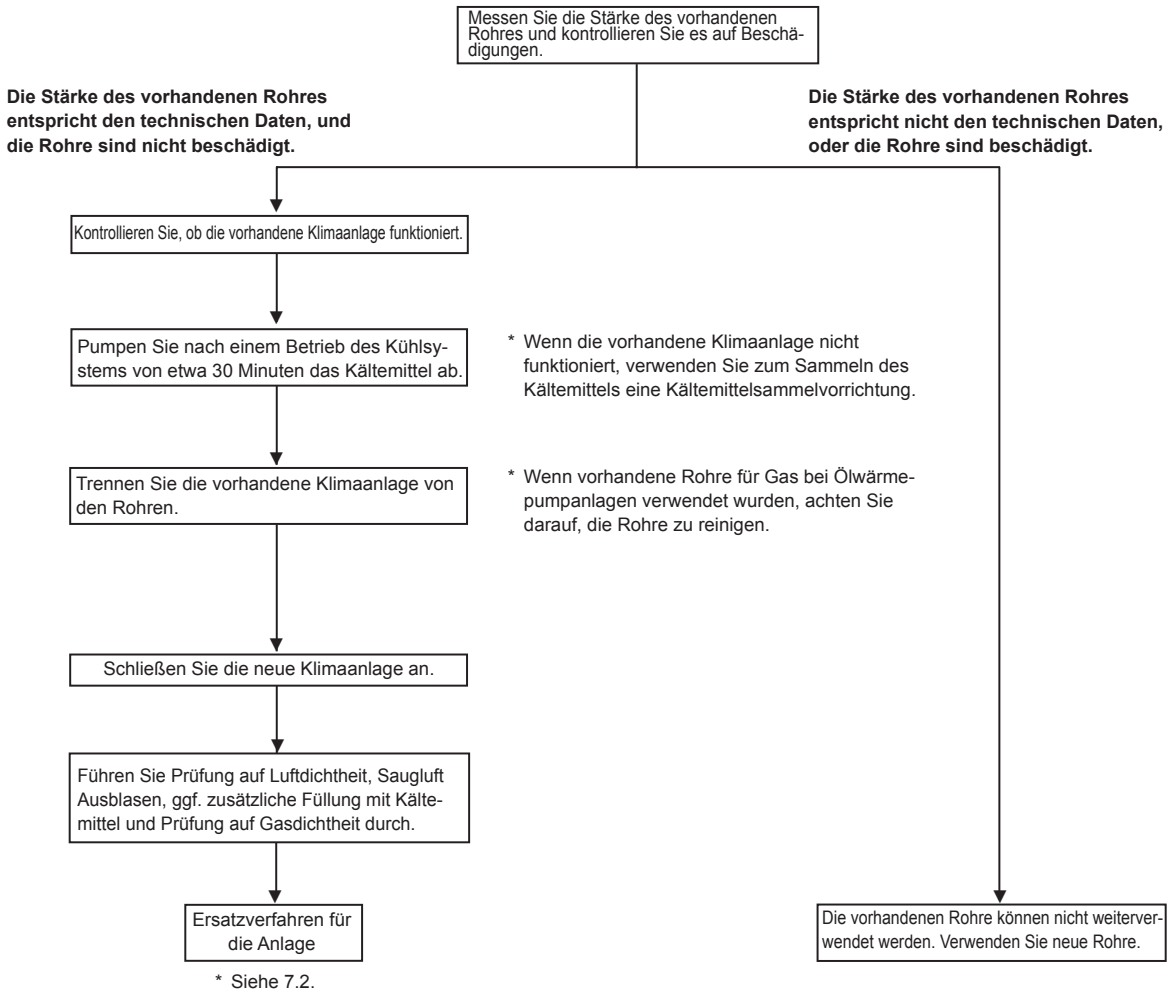 Messen Sie die Stärke des vorhandenen
Rohres und kontrollieren Sie es auf Beschä-
digungen.
Die Stärke des vorhandenen Rohres
entspricht den technischen Daten, und
die Rohre sind nicht beschädigt.
Die Stärke des vorhandenen Rohres
entspricht nicht den technischen Daten,
oder die Rohre sind beschädigt.
Kontrollieren Sie, ob die vorhandene Klimaanlage funktioniert.
Pumpen Sie nach einem Betrieb des Kühlsy-
stems von etwa 30 Minuten das Kältemittel ab.
* Wenn die vorhandene Klimaanlage nicht
funktioniert, verwenden Sie zum Sammeln des
Kältemittels eine Kältemittelsammelvorrichtung.
Trennen Sie die vorhandene Klimaanlage von
den Rohren.
* Wenn vorhandene Rohre für Gas bei Ölwärme-
pumpanlagen verwendet wurden, achten Sie
darauf, die Rohre zu reinigen.
Schließen Sie die neue Klimaanlage an.
Führen Sie Prüfung auf Luftdichtheit, Saugluft
Ausblasen, ggf. zusätzliche Füllung mit Kälte-
mittel und Prüfung auf Gasdichtheit durch.
Ersatzverfahren für
die Anlage
* Siehe 7.2.
Die vorhandenen Rohre können nicht weiterver-
wendet werden. Verwenden Sie neue Rohre.